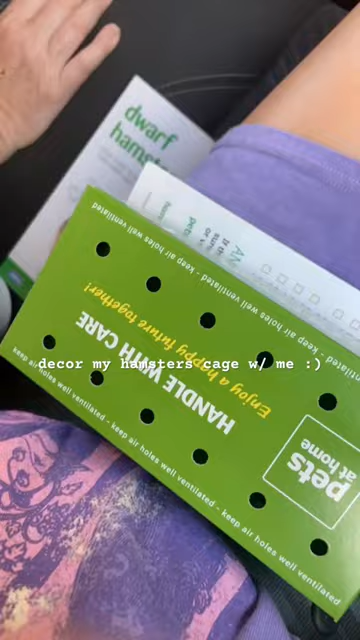 dwarf
keep air holes well ventilated - keep air holes well ventilated -
Enjoy a happy future together!
HANDLE WITH CARE
decor my hamsters cage w/ me :)
pets
at home
keep air holes well ventilated - keep air holes well ventilated - keep air holes well ventilated